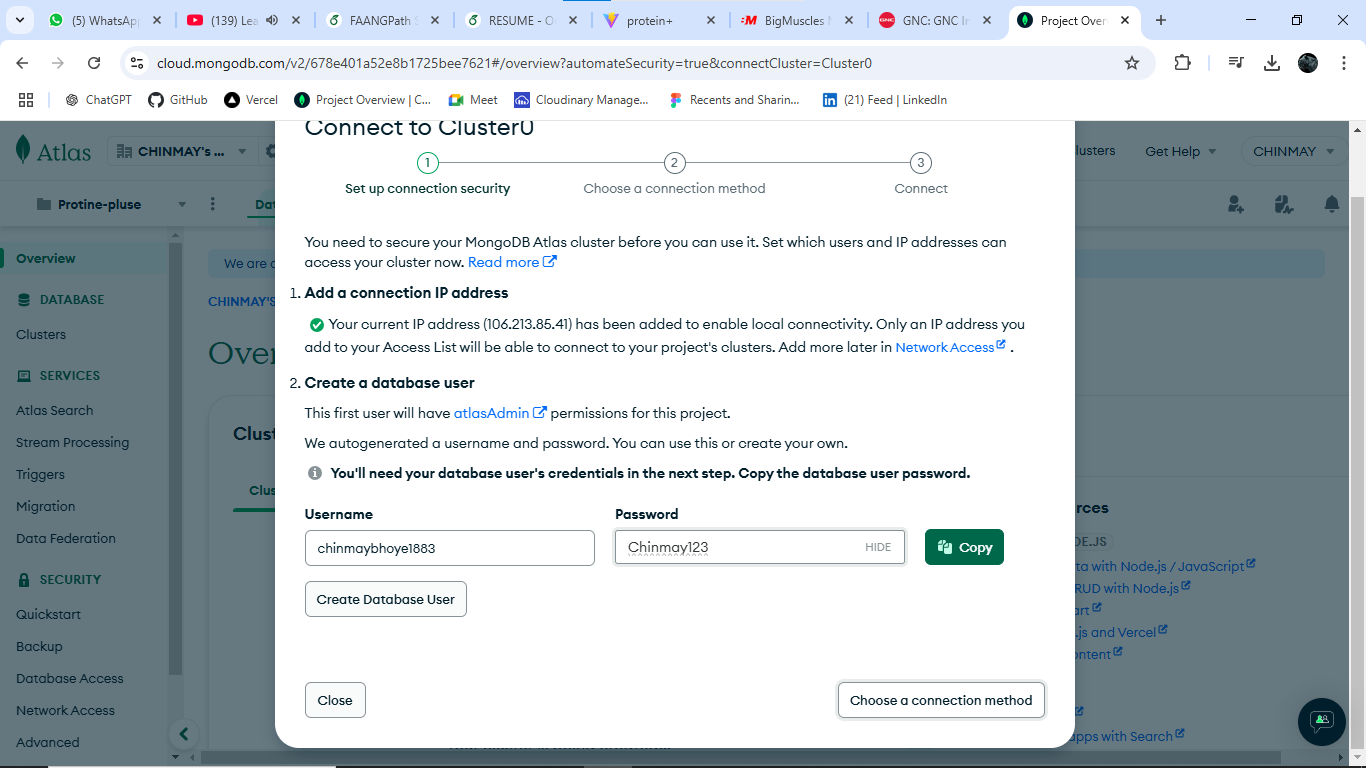 (5) WhatsAp
(139) Lea
FAANGPath S
RESUME - O
protein+
BigMuscles N
GNC: GNC In
Project Over
cloud.mongodb.com/v2/678e401a52e8b1725bee7621#/overview?automateSecurity=true&connectCluster=Cluster0
ChatGPT
GitHub
Vercel
Project Overview | C...
Meet
Cloudinary Manage...
Recents and Sharin...
(21) Feed | LinkedIn
Atlas
CHINMAY'S ...
lusters
Get Help
CHINMAY
Protine-pluse
Dat
Overview
DATABASE
Clusters
SERVICES
Atlas Search
Stream Processing
Triggers
Migration
Data Federation
SECURITY
Quickstart
Backup
Database Access
Network Access
Advanced
We are c
CHINMAY'S
Over
Clust
Clus
Connect to Cluster0
1
2
3
Set up connection security
Choose a connection method
Connect
You need to secure your MongoDB Atlas cluster before you can use it. Set which users and IP addresses can
access your cluster now. Read more
1. Add a connection IP address
Your current IP address (106.213.85.41) has been added to enable local connectivity. Only an IP address you
add to your Access List will be able to connect to your project's clusters. Add more later in Network Access .
2. Create a database user
This first user will have atlasAdmin permissions for this project.
We autogenerated a username and password. You can use this or create your own.
You'll need your database user's credentials in the next step. Copy the database user password.
Username
Password
chinmaybhoye1883
Chinmay123
HIDE
Copy
Create Database User
Close
Choose a connection method
rces
DE.JS
ta with Node.js / JavaScript
RUD with Node.js
art
.js and Vercel
ontent
apps with Search